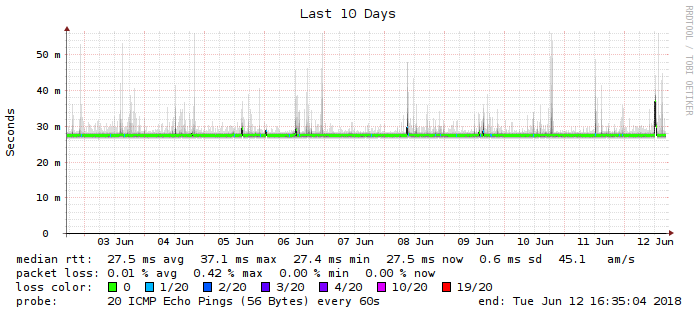 Last 10 Days
RRDTOOL / TOBI OETIKER
Seconds
50 m
40 m
30 m
20 m
10 m
0
03 Jun 04 Jun 05 Jun 06 Jun 07 Jun 08 Jun 09 Jun 10 Jun 11 Jun 12 Jun
median rtt: 27.5 ms avg 37.1 ms max 27.4 ms min 27.5 ms now 0.6 ms sd 45.1 am/s
packet loss: 0.01 % avg 0.42 % max 0.00 % min 0.00 % now
loss color: 0 1/20 2/20 3/20 4/20 10/20 19/20
probe: 20 ICMP Echo Pings (56 Bytes) every 60s end: Tue Jun 12 16:35:04 2018